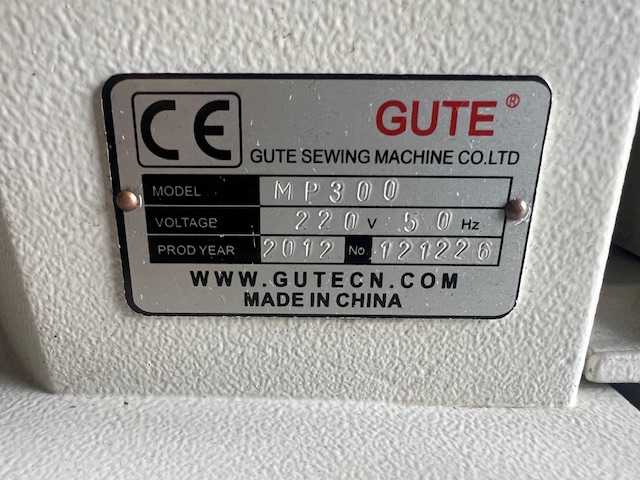 CE GUTE ®
GUTE SEWING MACHINE CO.LTD
MODEL MP300
VOLTAGE 220 V 50 Hz
PROD YEAR 2012 No 121226
WWW.GUTECN.COM
MADE IN CHINA